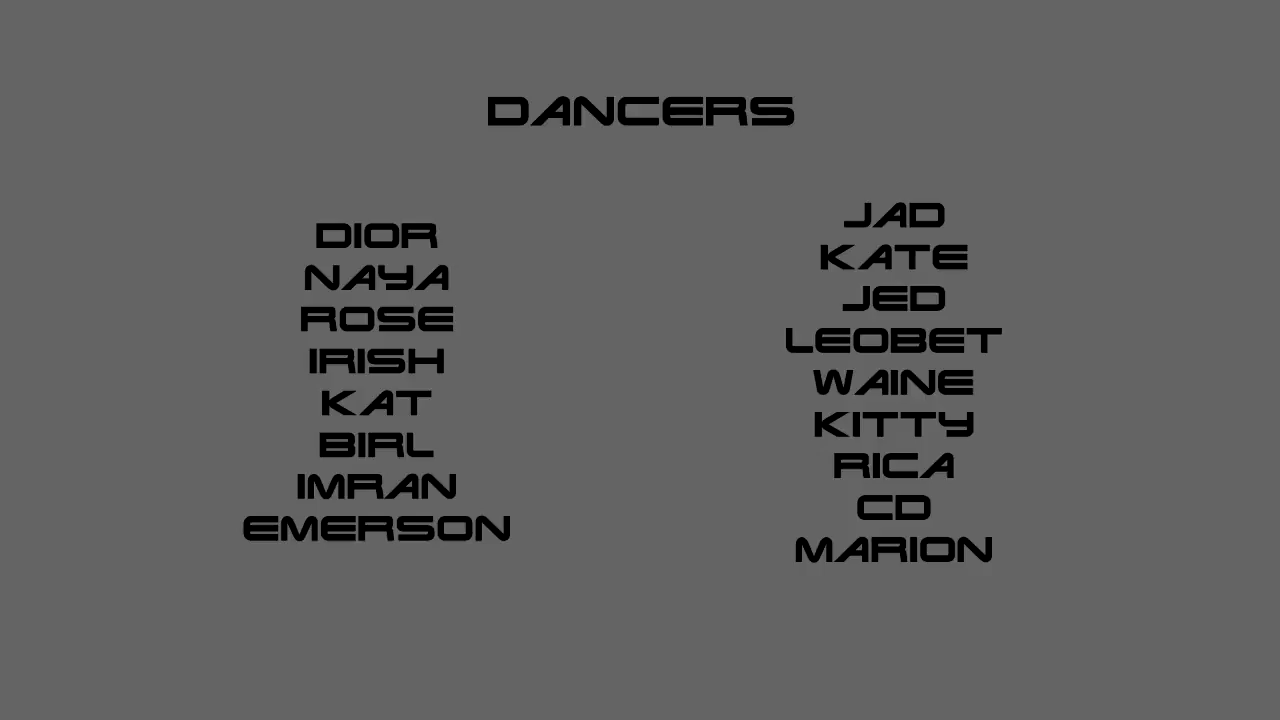 DANCERS
DIOR
NAYA
ROSE
IRISH
KAT
BIRL
IMRAN
EMERSON
JAD
KATE
JED
LEOBET
WAINE
KITTY
RICA
CD
MARION